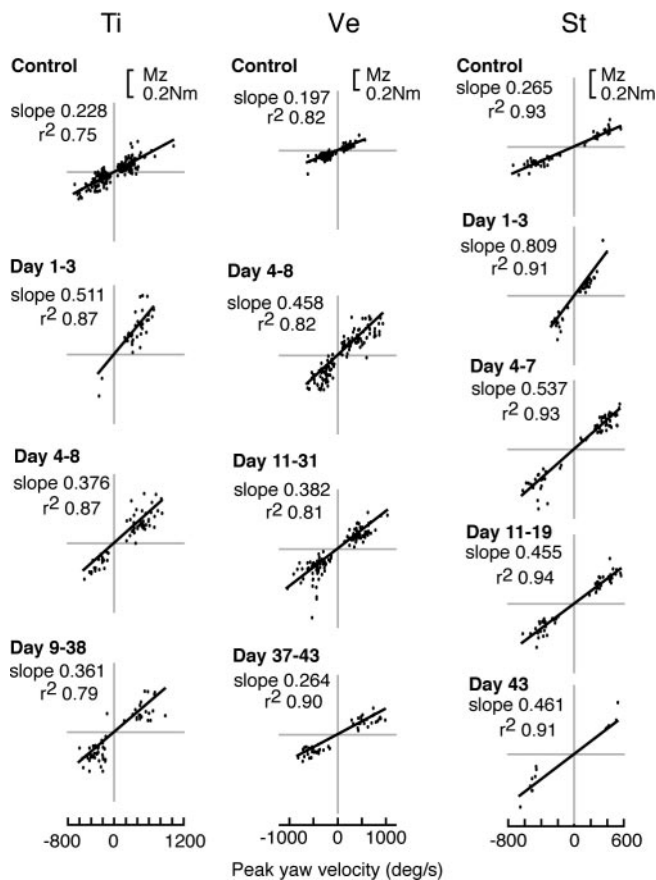 Ti
Control
Mz
0.2Nm
slope 0.228
r² 0.75
Day 1-3
slope 0.511
r² 0.87
Day 4-8
slope 0.376
r² 0.87
Day 9-38
slope 0.361
r² 0.79
-800 0 1200
Ve
Control
Mz
0.2Nm
slope 0.197
r² 0.82
Day 4-8
slope 0.458
r² 0.82
Day 11-31
slope 0.382
r² 0.81
Day 37-43
slope 0.264
r² 0.90
-1000 0 1000
St
Control
Mz
0.2Nm
slope 0.265
r² 0.93
Day 1-3
slope 0.809
r² 0.91
Day 4-7
slope 0.537
r² 0.93
Day 11-19
slope 0.455
r² 0.94
Day 43
slope 0.461
r² 0.91
-800 0 600
Peak yaw velocity (deg/s)